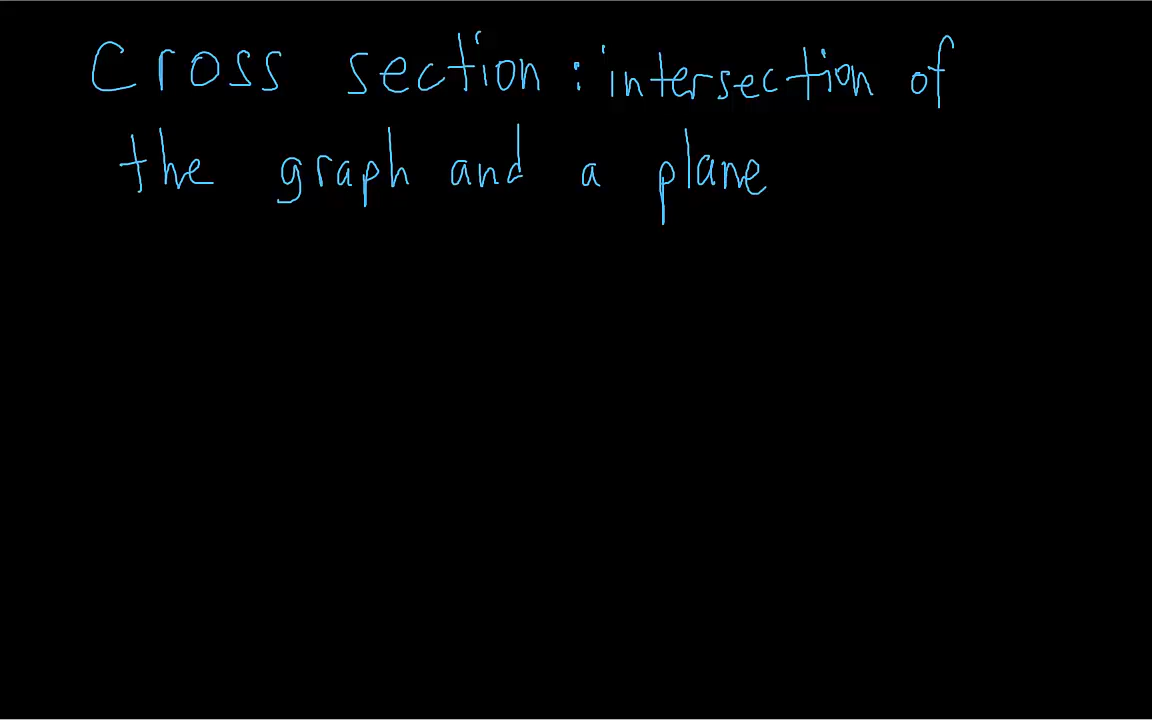 Cross section: intersection of
the graph and a plane